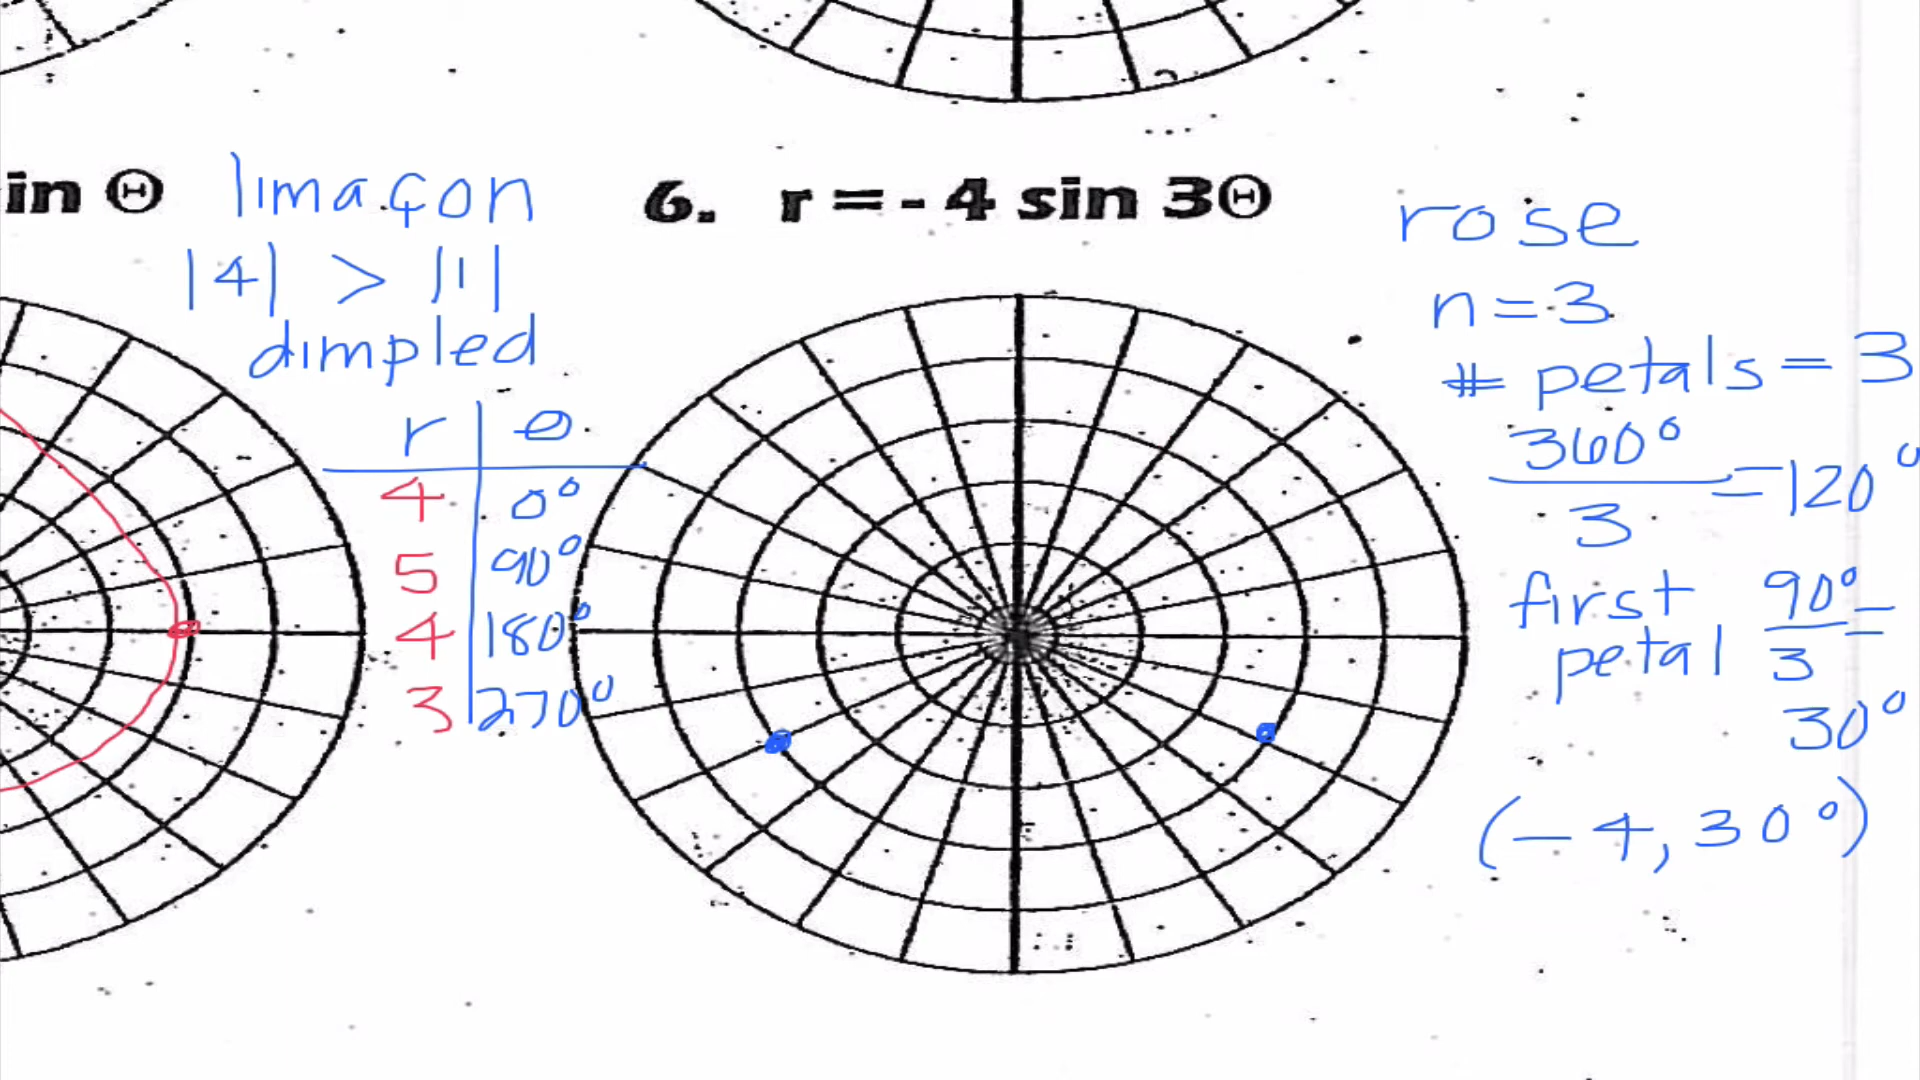 in Θ limaçon
|4| > |1|
dimpled
r | θ
4 | 0°
5 | 90°
4 | 180°
3 | 270°
6. r = - 4 sin 3Θ
rose
n = 3
# petals = 3
360°
3
= 120°
first petal
90°
3
=
30°
(- 4, 30°)